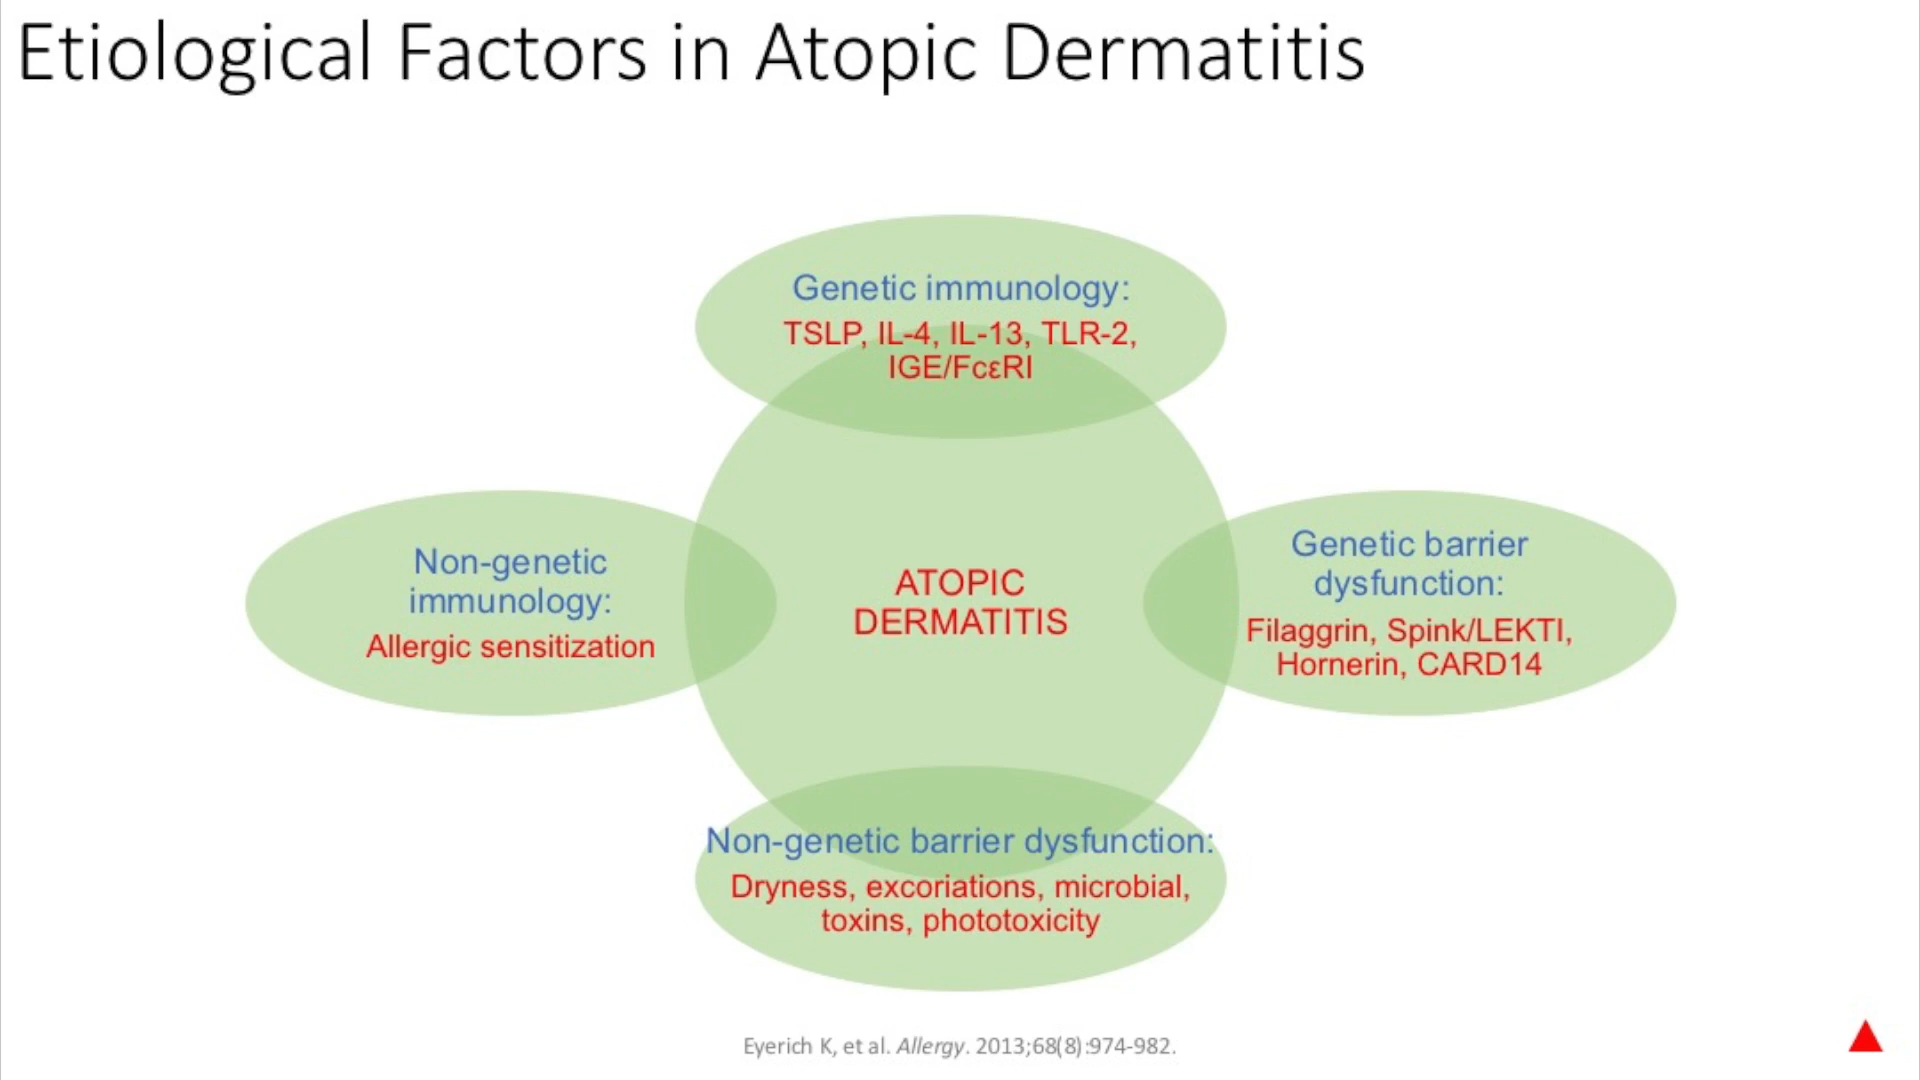 Etiological Factors in Atopic Dermatitis
Genetic immunology:
TSLP, IL-4, IL-13, TLR-2,
IGE/FcεRI
Non-genetic
immunology:
Allergic sensitization
ATOPIC
DERMATITIS
Genetic barrier
dysfunction:
Filaggrin, Spink/LEKTI,
Hornerin, CARD14
Non-genetic barrier dysfunction:
Dryness, excoriations, microbial,
toxins, phototoxicity
Eyerich K, et al. Allergy. 2013;68(8):974-982.